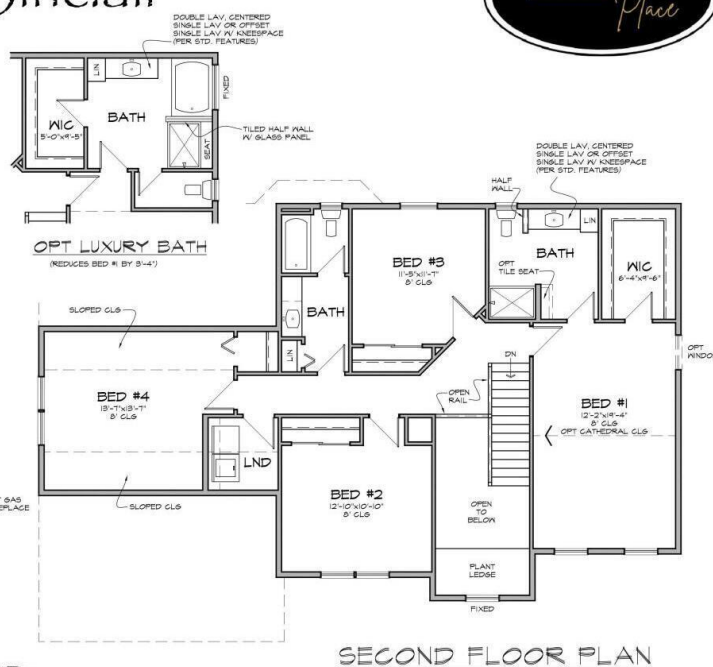 Place
DOUBLE LAV, CENTERED
SINGLE LAV OR OFFSET
SINGLE LAV W/ KNEESPACE
(PER STD. FEATURES)
LIN
BATH
FIXED
WIC
5'-0"x9'-5"
TILED HALF WALL
W/ GLASS PANEL
SEAT
OPT LUXURY BATH
(REDUCES BED #1 BY 3'-4")
DOUBLE LAV, CENTERED
SINGLE LAV OR OFFSET
SINGLE LAV W/ KNEESPACE
(PER STD. FEATURES)
HALF
WALL
LIN
BATH
OPT
TILE SEAT
WIC
6'-4"x9'-6"
BED #3
11'-5"x11'-7"
8' CLG
BATH
LIN
SLOPED CLG
OPT
BED #4
13'-7"x13'-7"
8' CLG
DN
OPEN
RAIL
BED #1
12'-2"x19'-4"
8' CLG
OPT CATHEDRAL CLG
LND
BED #2
12'-10"x10'-10"
8' CLG
GAS
SLOPED CLG
OPEN
TO
BELOW
PLANT
LEDGE
FIXED
SECOND FLOOR PLAN